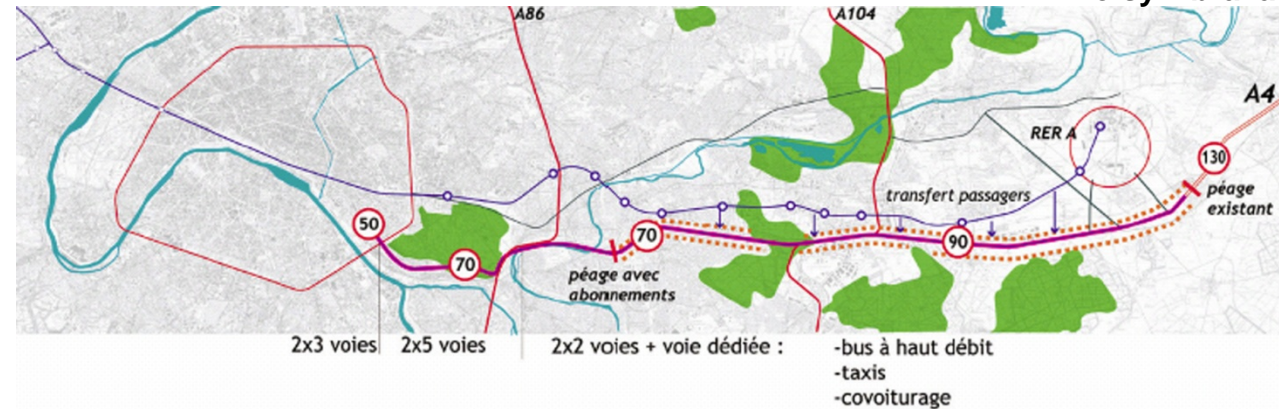 A86
A104
A4
RER A
130
transfert passagers
péage
existant
50
70
70
90
péage avec
abonnements
2x3 voies
2x5 voies
2x2 voies + voie dédiée :
-bus à haut débit
-taxis
-covoiturage